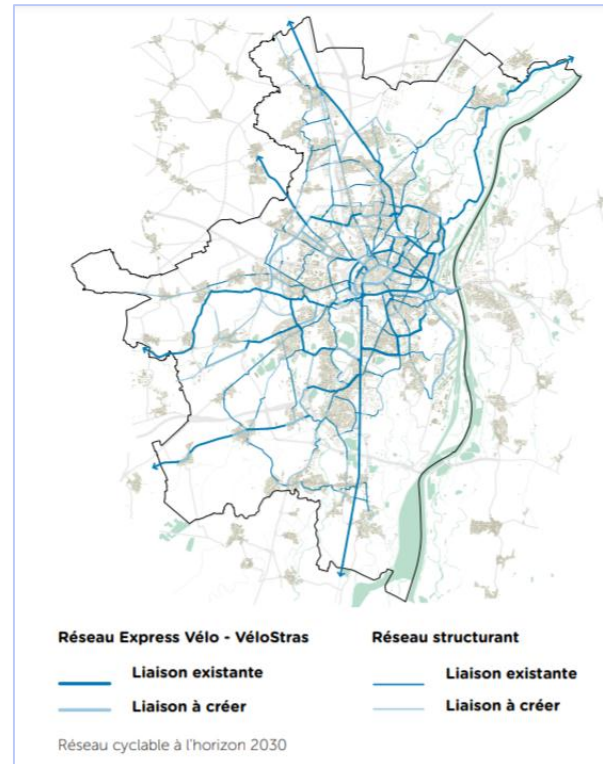 Réseau Express Vélo - VéloStras
Liaison existante
Liaison à créer
Réseau structurant
Liaison existante
Liaison à créer
Réseau cyclable à l'horizon 2030